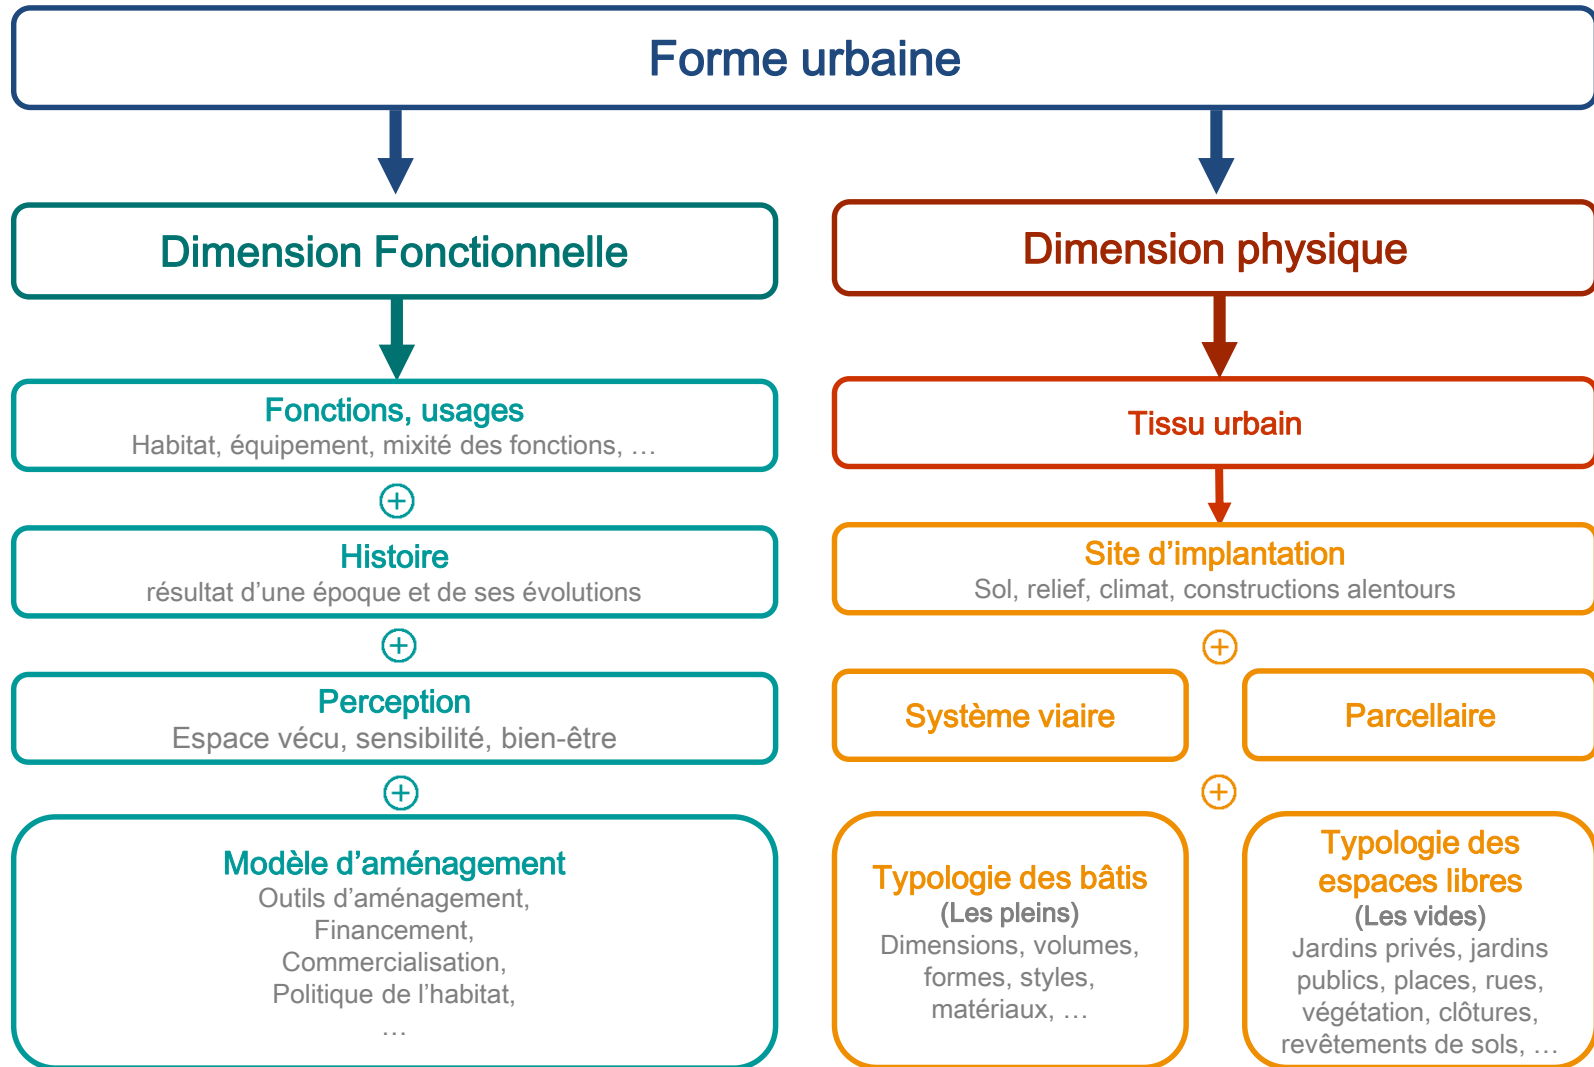 Forme urbaine
Dimension Fonctionnelle
Fonctions, usages
Habitat, équipement, mixité des fonctions, …
Histoire
résultat d’une époque et de ses évolutions
Perception
Espace vécu, sensibilité, bien-être
Modèle d’aménagement
Outils d’aménagement,
Financement,
Commercialisation,
Politique de l’habitat,
…
Dimension physique
Tissu urbain
Site d’implantation
Sol, relief, climat, constructions alentours
Système viaire
Parcellaire
Typologie des bâtis
(Les pleins)
Dimensions, volumes,
formes, styles,
matériaux, …
Typologie des
espaces libres
(Les vides)
Jardins privés, jardins
publics, places, rues,
végétation, clôtures,
revêtements de sols, …